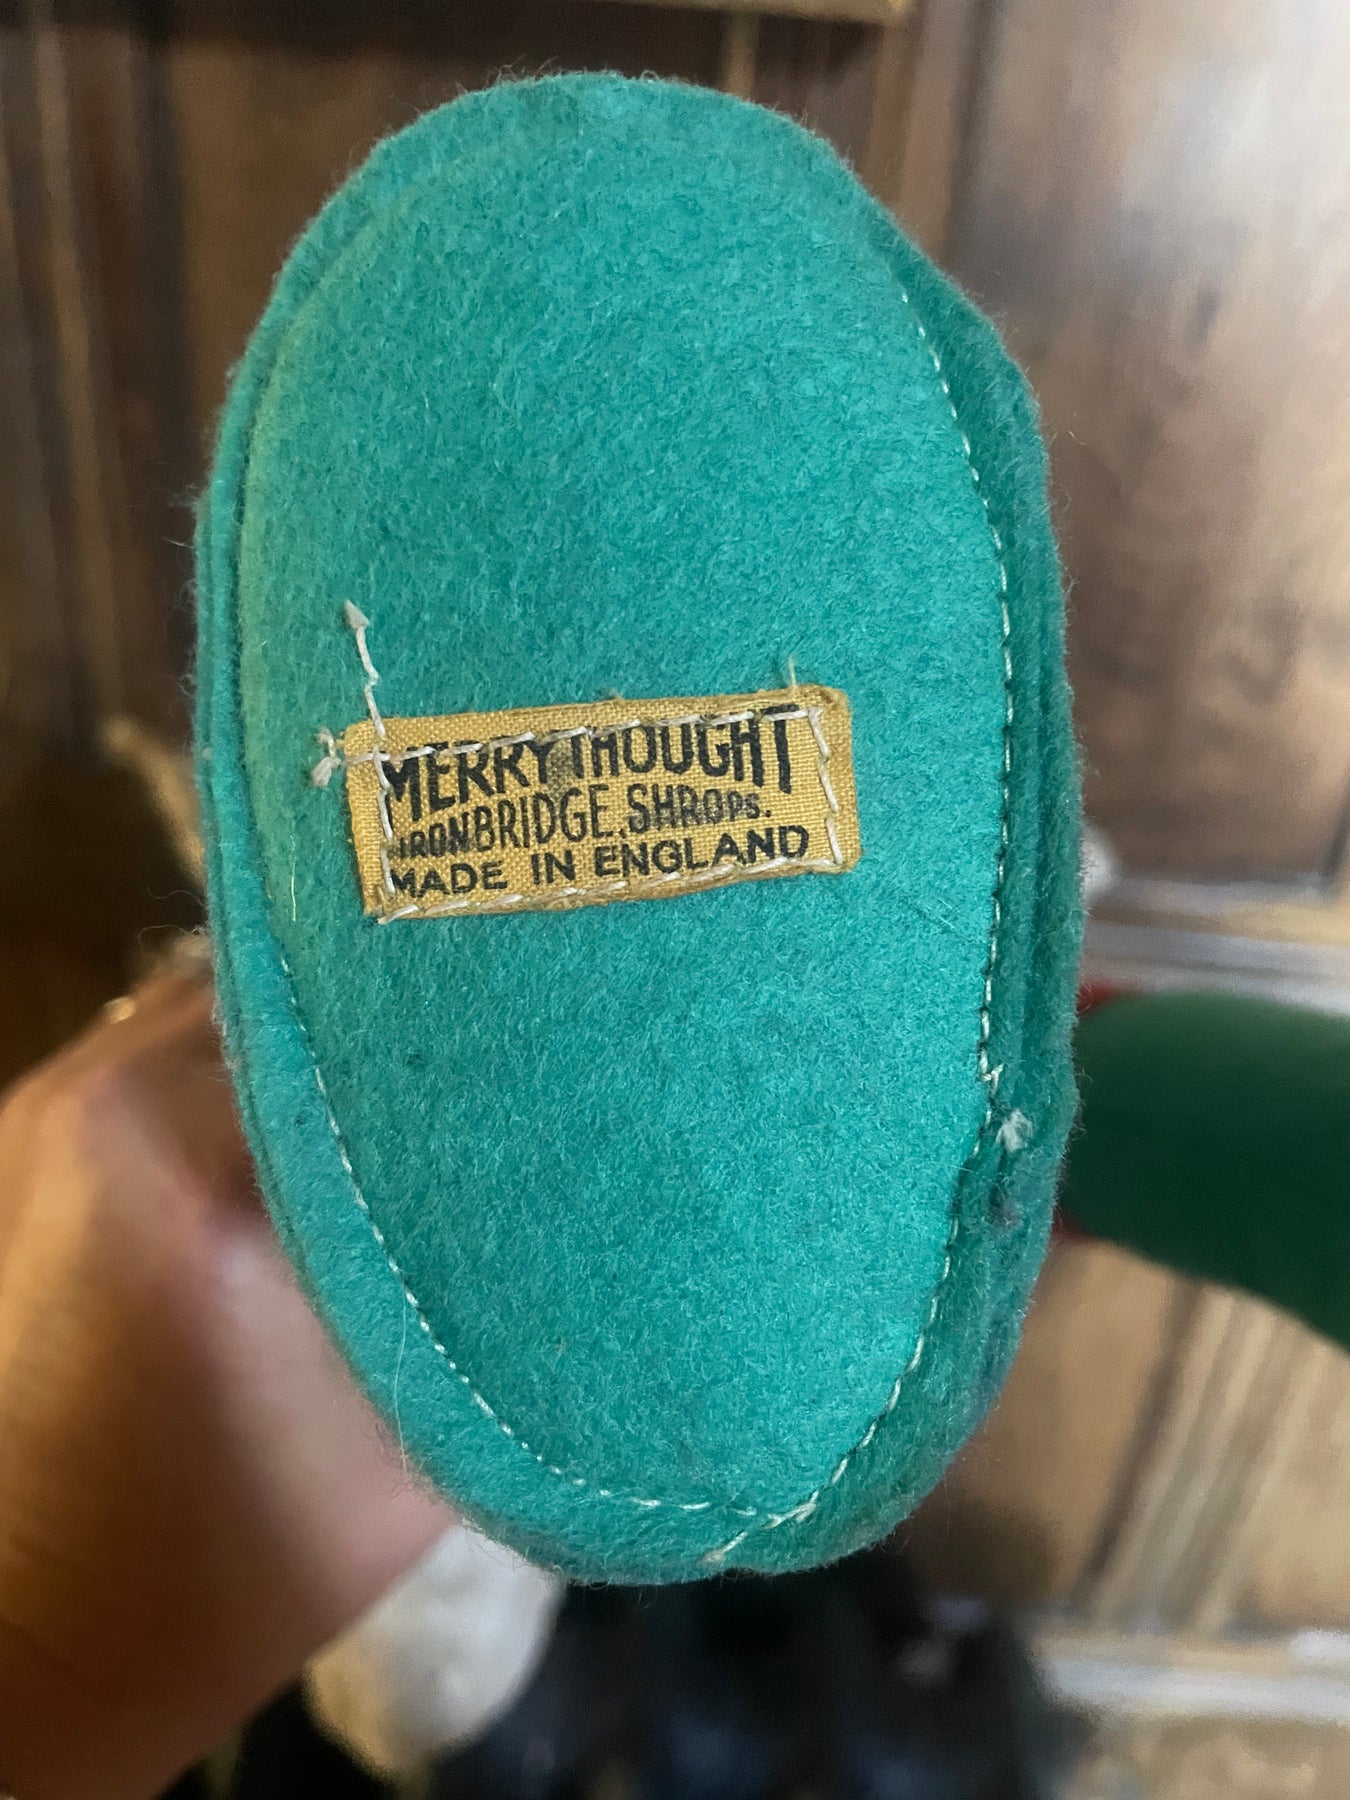 MERRYTHOUGHT
IRONBRIDGE, SHROPS.
MADE IN ENGLAND